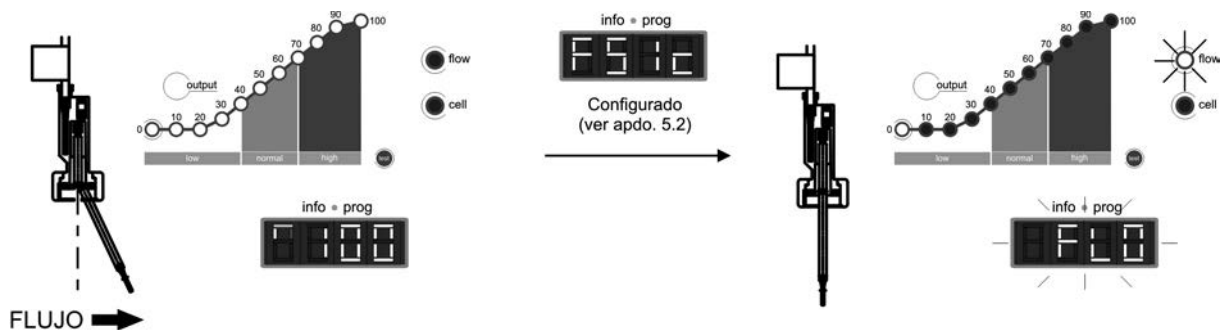 100
90
80
70
60
50
40
30
20
10
0
output
low normal high
flow
cell
test
info • prog
100
FLUJO
info • prog
Configurado
(ver apdo. 5.2)
100
90
80
70
60
50
40
30
20
10
0
output
low normal high
flow
cell
test
info • prog
FLO